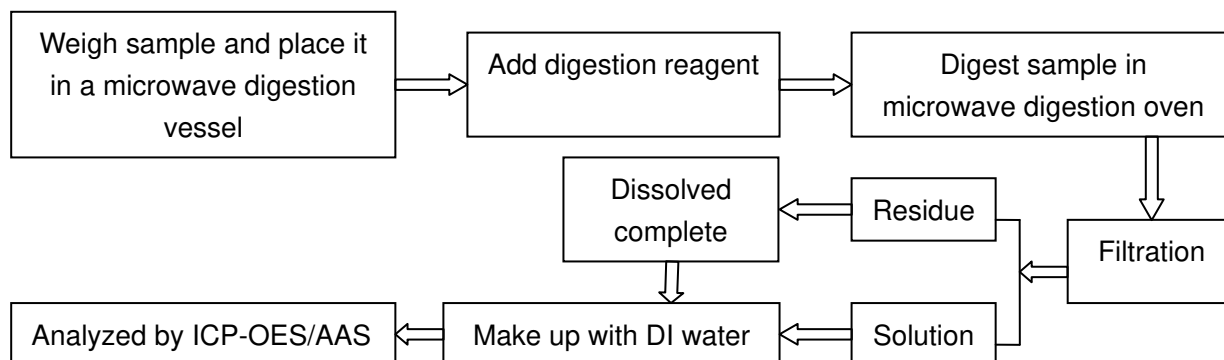 Weigh sample and place it
in a microwave digestion
vessel
Add digestion reagent
Digest sample in
microwave digestion oven
Dissolved
complete
Residue
Filtration
Analyzed by ICP-OES/AAS
Make up with DI water
Solution